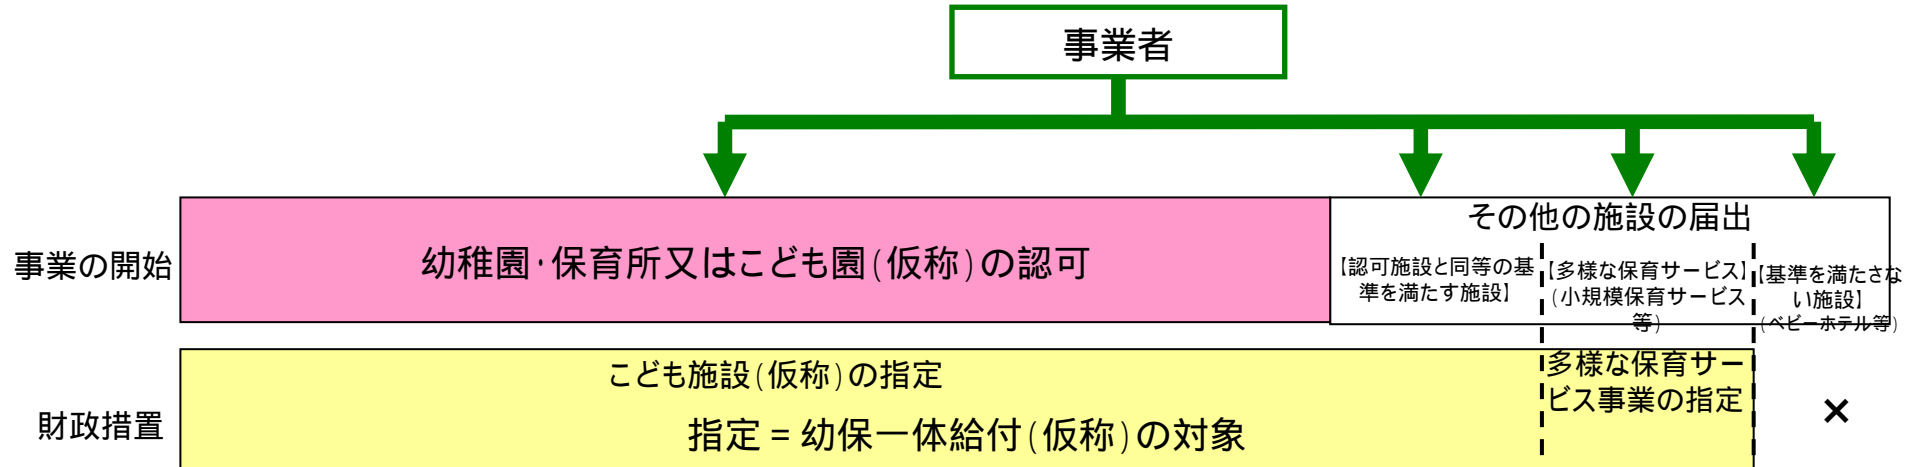 事業者
事業の開始
幼稚園・保育所又はこども園(仮称)の認可
その他の施設の届出
【認可施設と同等の基
準を満たす施設】
【多様な保育サービス】
(小規模保育サービス
等)
【基準を満たさな
い施設】
(ベビーホテル等)
財政措置
こども施設(仮称)の指定
指定=幼保一体給付(仮称)の対象
多様な保育サー
ビス事業の指定
×